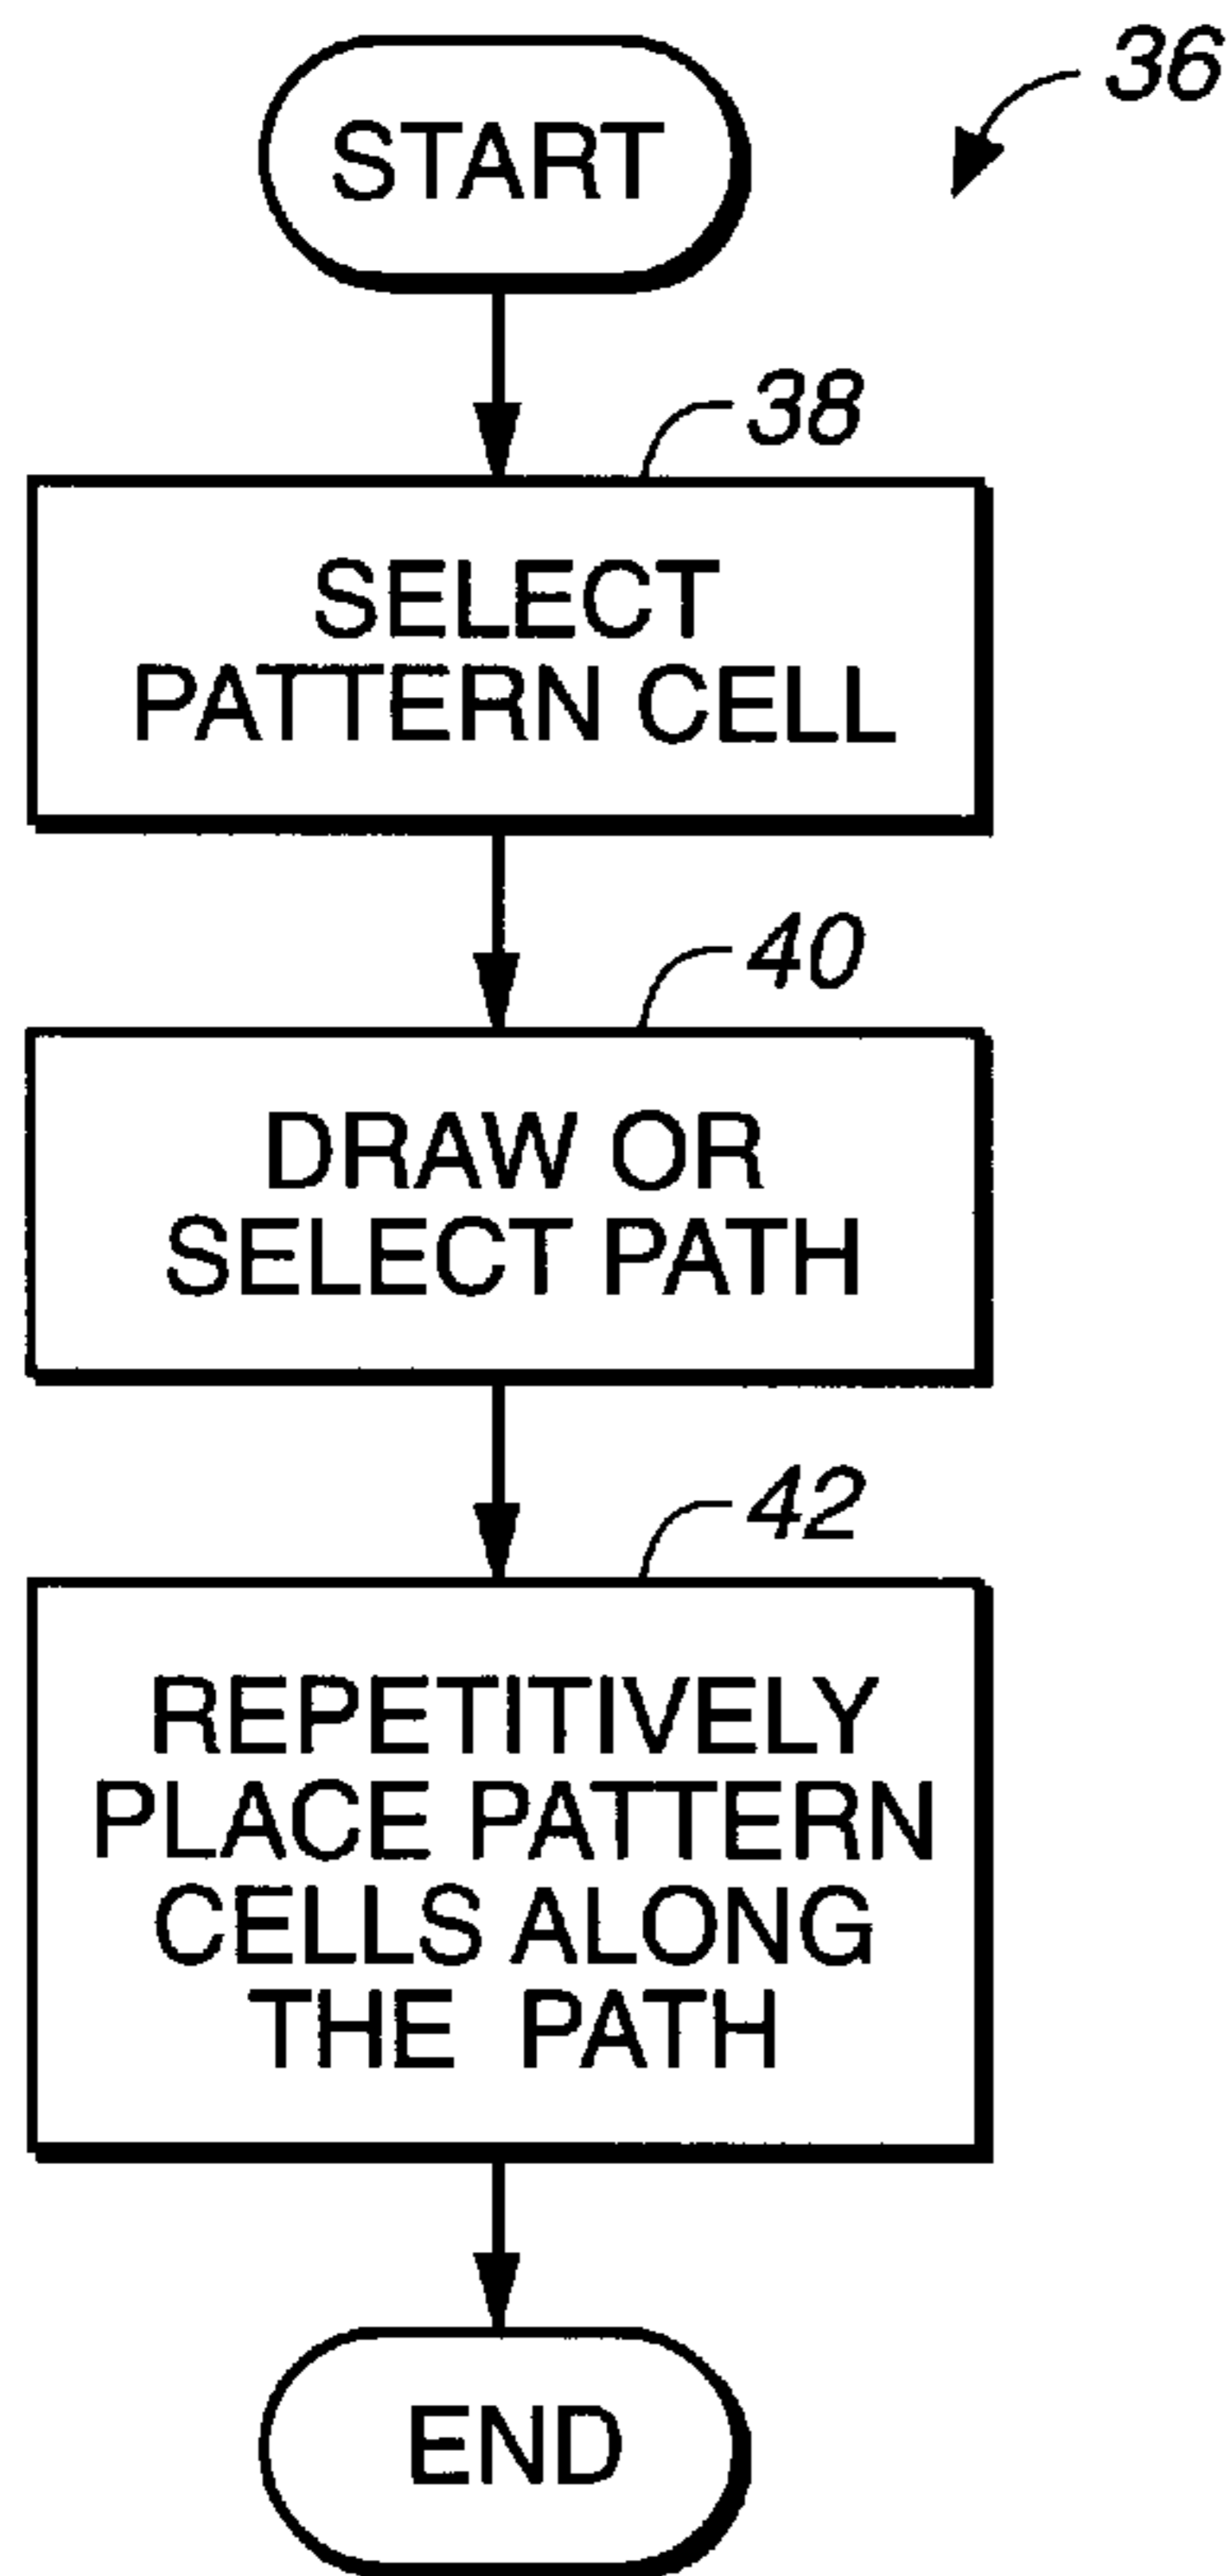 START
36
38
SELECT
PATTERN CELL
40
DRAW OR
SELECT PATH
42
REPETITIVELY
PLACE PATTERN
CELLS ALONG
THE PATH
END